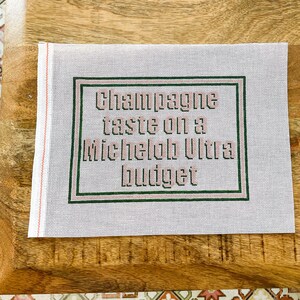 Champagne
taste on a
Michelob Ultra
budget